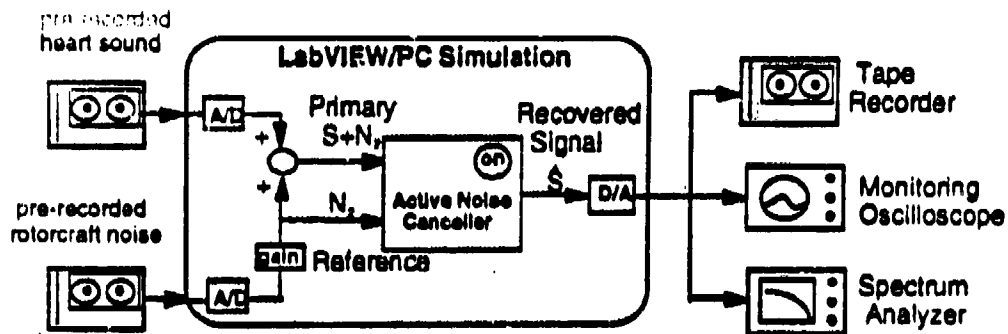 pre-recorded
heart sound
LabVIEW/PC Simulation
A/D
Primary
S+N₁
+
+
Recovered
Signal
on
Ŝ
Active Noise
Canceller
D/A
N₂
gain
Reference
pre-recorded
rotorcraft noise
A/D
Tape
Recorder
Monitoring
Oscilloscope
Spectrum
Analyzer